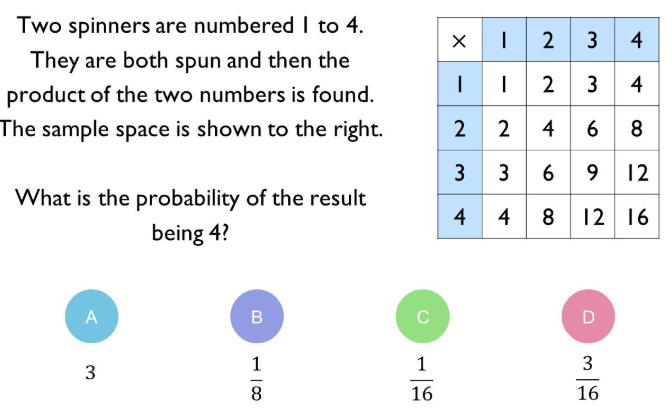 Two spinners are numbered 1 to 4.
They are both spun and then the
product of the two numbers is found.
The sample space is shown to the right.
What is the probability of the result
being 4?
× 1 2 3 4
1 1 2 3 4
2 2 4 6 8
3 3 6 9 12
4 4 8 12 16
A B C D
3 1/8 1/16 3/16